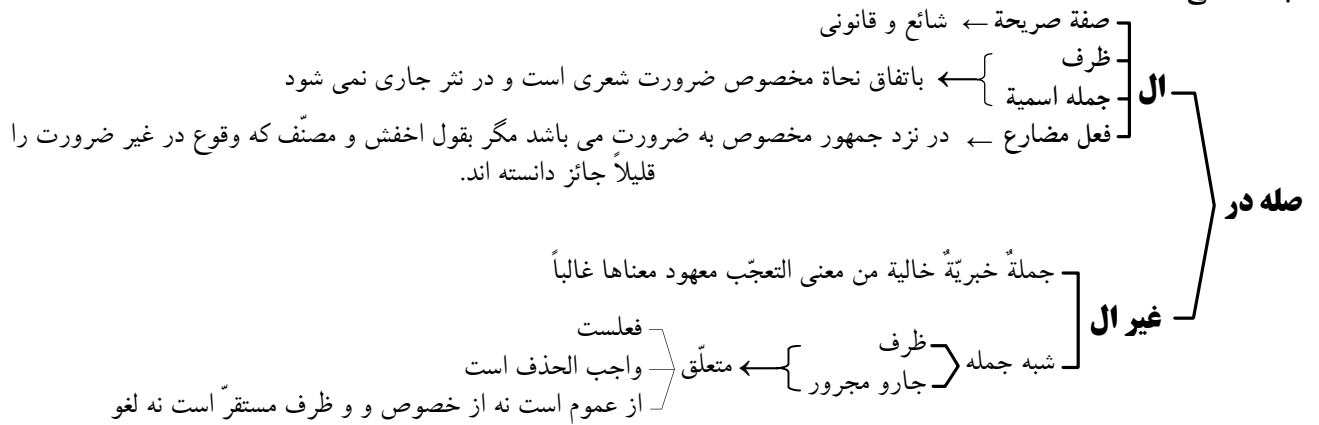 صفة صریحة ← شائع و قانونی
ظرف
باتفاق نحاة مخصوص ضرورت شعری است و در نثر جاری نمی شود
جمله اسمیة
ال
فعل مضارع ← در نزد جمهور مخصوص به ضرورت می باشد مگر بقول اخفش و مصنّف که وقوع در غیر ضرورت را
قلیلاً جائز دانسته اند.
صله در
جملةٌ خبریّةٌ خالیة من معنی التعجّب معهود معناها غالباً
غیر ال
شبه جمله
ظرف
جارو مجرور
متعلّق
فعلست
واجب الحذف است
از عموم است نه از خصوص و و ظرف مستقرّ است نه لغو